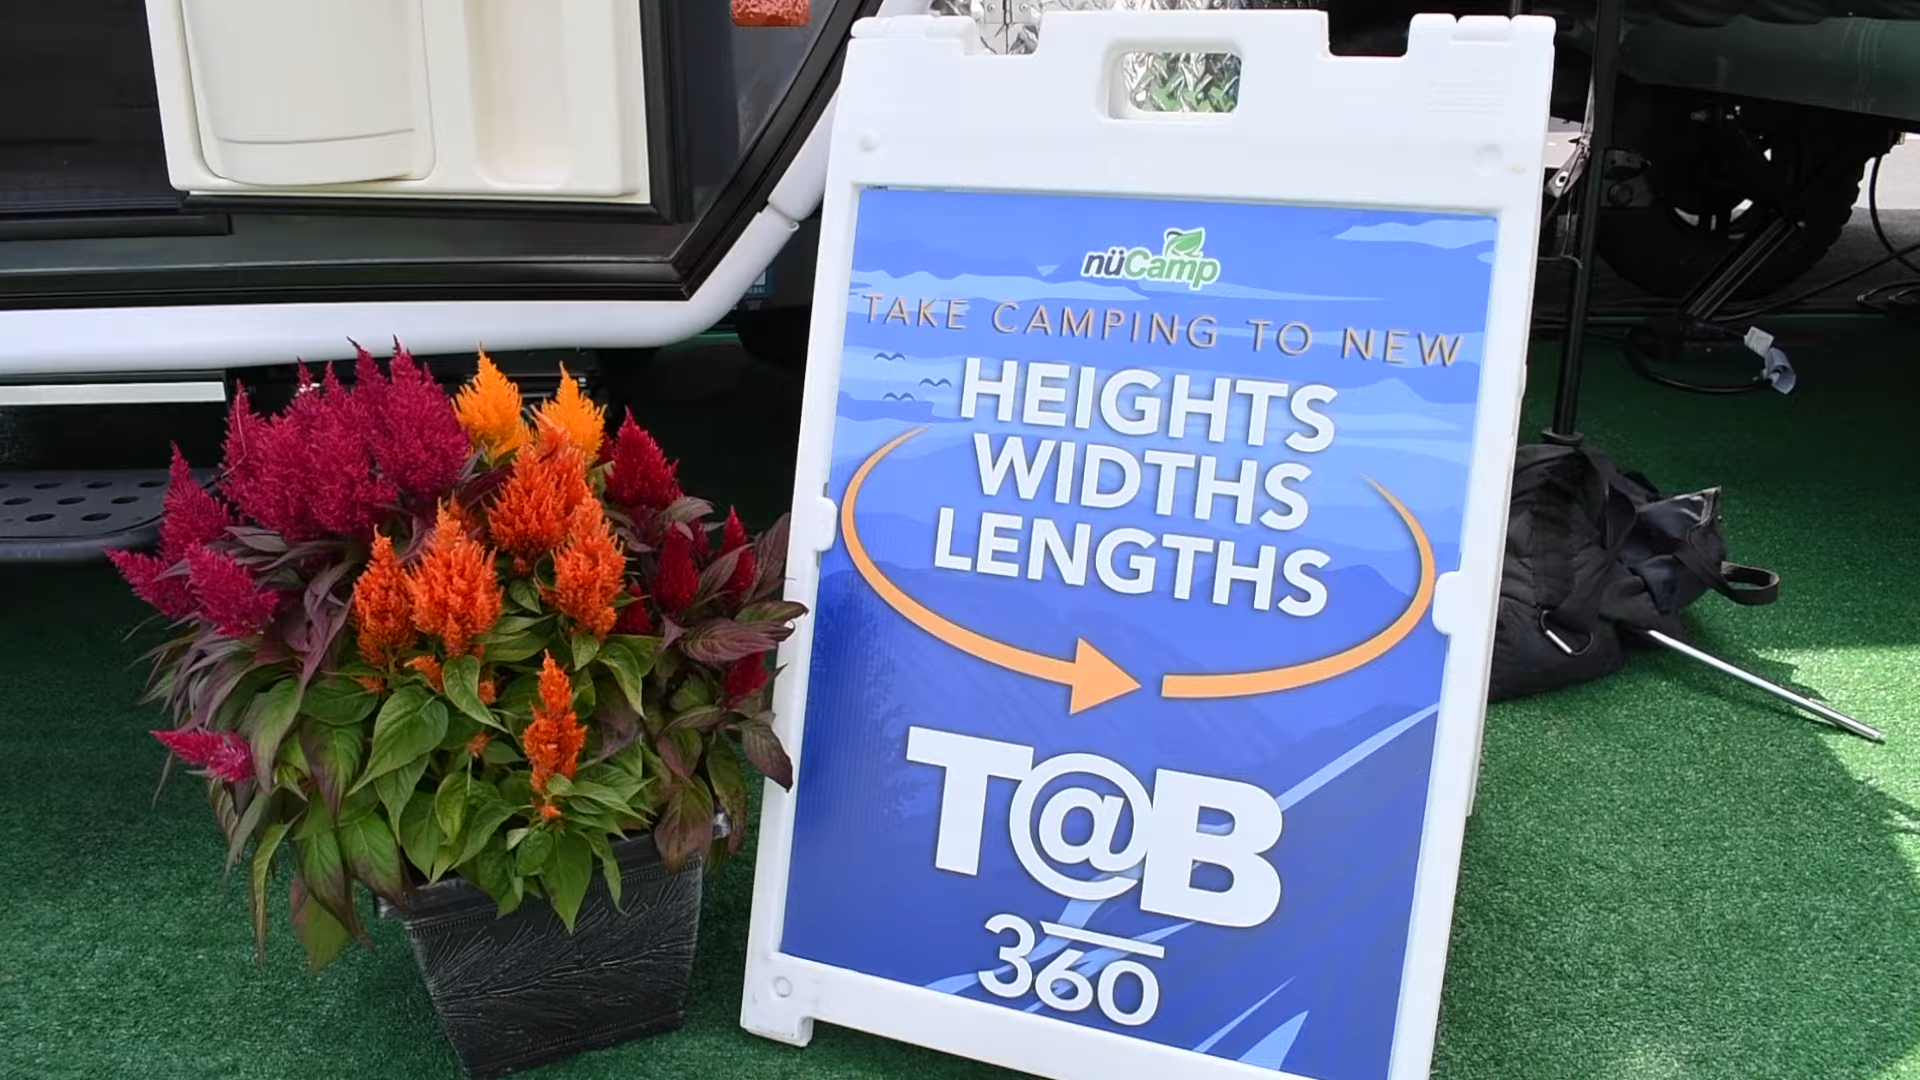 nüCamp
TAKE CAMPING TO NEW
HEIGHTS
WIDTHS
LENGTHS
T@B
360